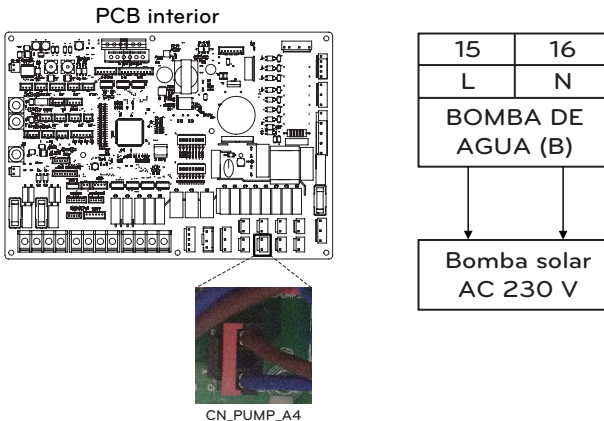 PCB interior
15 16
L N
BOMBA DE
AGUA (B)
Bomba solar
AC 230 V
CN_PUMP_A4